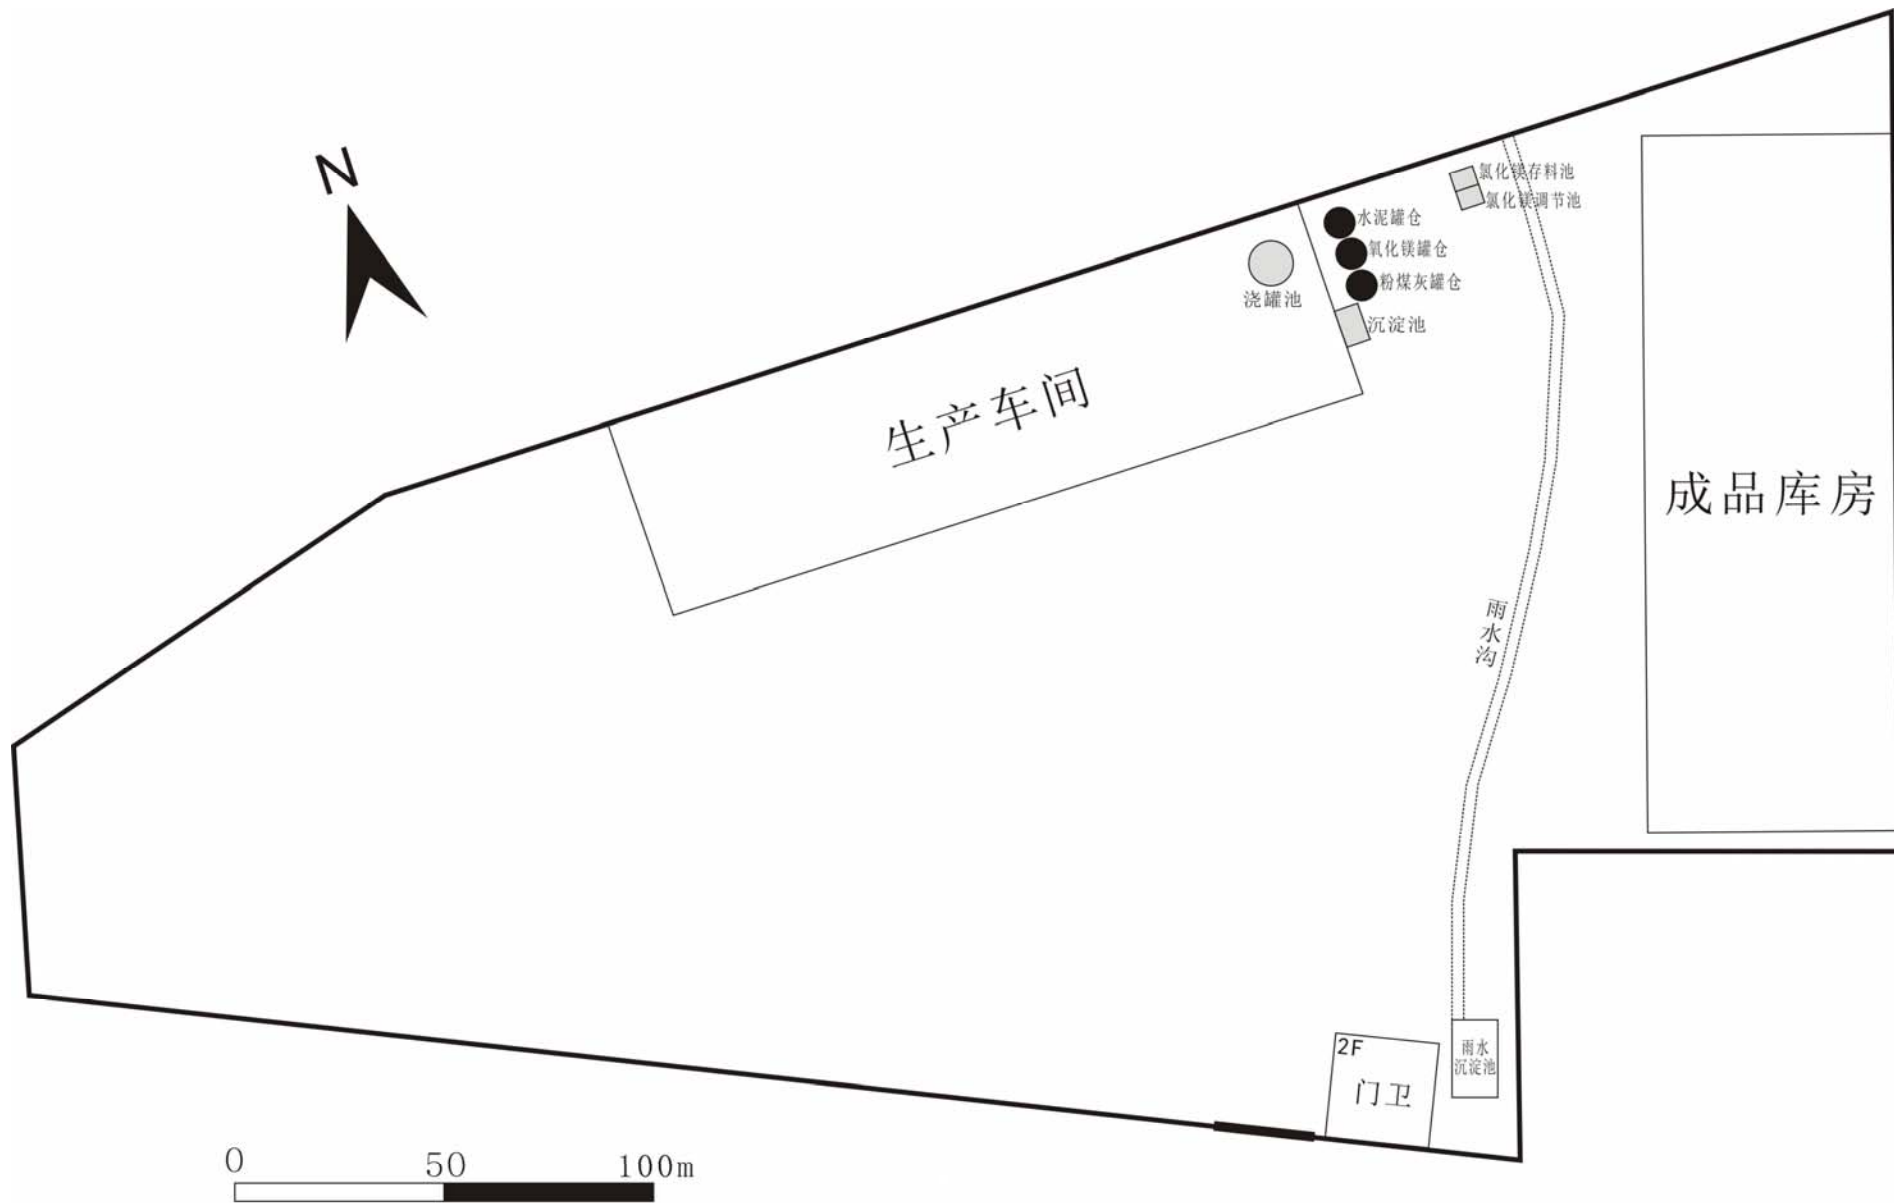 N
氯化镁存料池
氯化镁调节池
水泥罐仓
氧化镁罐仓
粉煤灰罐仓
浇罐池
沉淀池
生产车间
成品库房
雨水沟
2F
门卫
雨水
沉淀池
0 50 100m